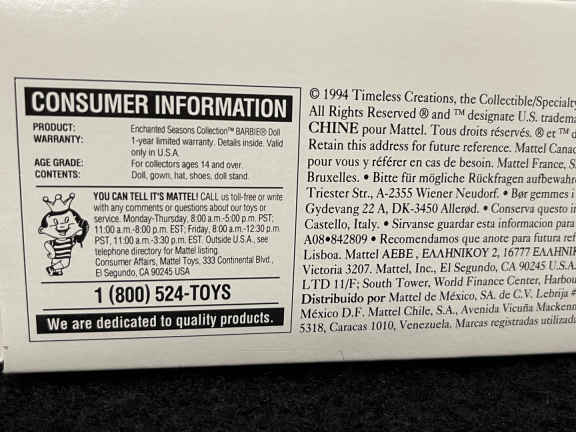 CONSUMER INFORMATION
PRODUCT: Enchanted Seasons Collection™ BARBIE® Doll
WARRANTY: 1-year limited warranty. Details inside. Valid
only in U.S.A.
AGE GRADE: For collectors age 14 and over.
CONTENTS: Doll, gown, hat, shoes, doll stand.
YOU CAN TELL IT'S MATTEL! CALL us toll-free or write
with any comments or questions about our toys or
service. Monday-Thursday, 8:00 a.m.-5:00 p.m. PST;
11:00 a.m.-8:00 p.m. EST; Friday, 8:00 a.m.-12:30 p.m.
PST, 11:00 a.m.-3:30 p.m. EST. Outside U.S.A., see
telephone directory for Mattel listing.
Consumer Affairs, Mattel Toys, 333 Continental Blvd.,
El Segundo, CA 90245 USA
1 (800) 524-TOYS
We are dedicated to quality products.
© 1994 Timeless Creations, the Collectible/Specialty
All Rights Reserved ® and ™ designate U.S. tradema
CHINE pour Mattel. Tous droits réservés. ® et ™ d
Retain this address for future reference. Mattel Canad
pour vous y référer en cas de besoin. Mattel France, S
Bruxelles. • Bitte für mögliche Rückfragen aufbewahre
Triester Str., A-2355 Wiener Neudorf. • Bør gemmes i
Gydevang 22 A, DK-3450 Allerød. • Conserva questo in
Castello, Italy. • Sirvanse guardar esta informacion para
A08•842809 • Recomendamos que anote para futura ref
Lisboa. Mattel AEBE, ΕΛΛΗΝΙΚΟΥ 2, 16777 ΕΛΛΗΝΙ
Victoria 3207. Mattel, Inc., El Segundo, CA 90245 U.S.A.
LTD 11/F; South Tower, World Finance Center, Harbou
Distribuido por Mattel de México, SA. de C.V. Lebrija #
México D.F. Mattel Chile, S.A., Avenida Vicuña Mackenn
5318, Caracas 1010, Venezuela. Marcas registradas utilizada